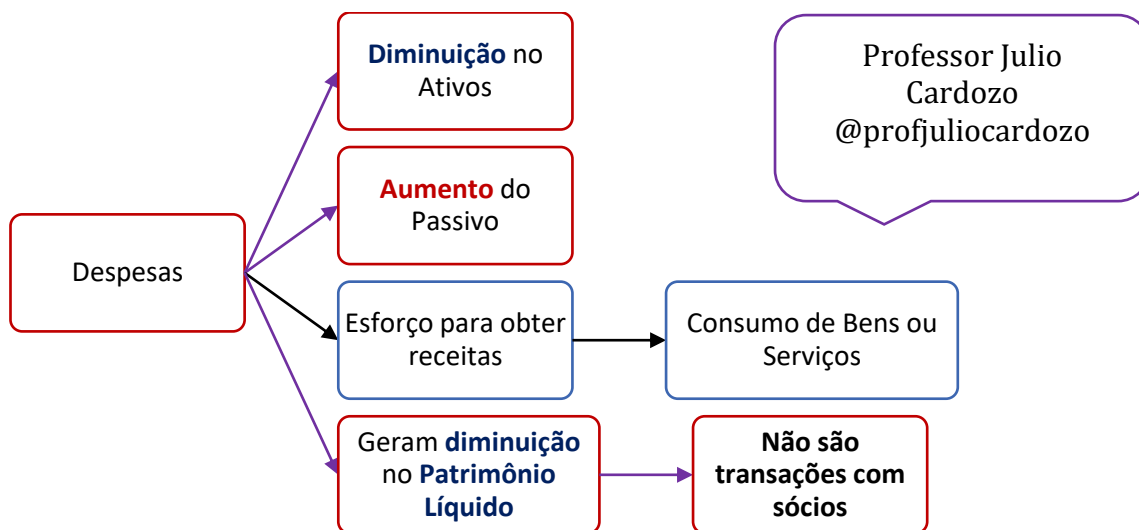 Diminuição no
Ativos
Professor Julio
Cardozo
@profjuliocardozo
Aumento do
Passivo
Despesas
Esforço para obter
receitas
Consumo de Bens ou
Serviços
Geram diminuição
no Patrimônio
Líquido
Não são
transações com
sócios